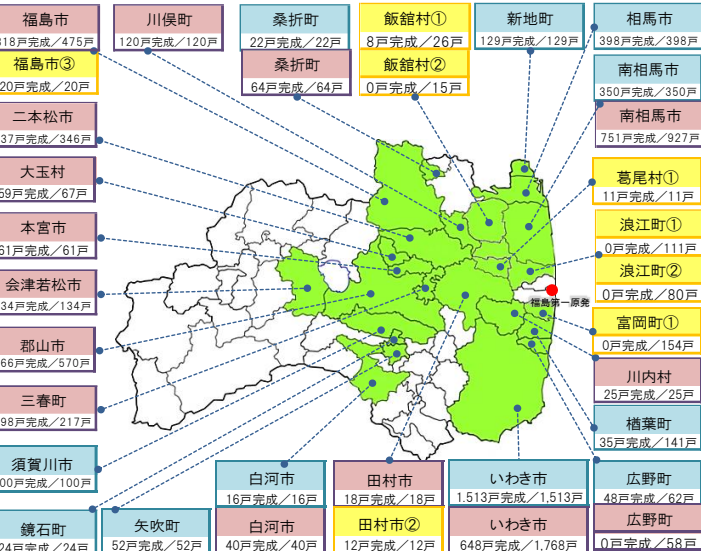 福島市
318戸完成／475戸
福島市③
20戸完成／20戸
川俣町
120戸完成／120戸
桑折町
22戸完成／22戸
桑折町
64戸完成／64戸
飯舘村①
8戸完成／26戸
飯舘村②
0戸完成／15戸
新地町
129戸完成／129戸
相馬市
398戸完成／398戸
南相馬市
350戸完成／350戸
南相馬市
751戸完成／927戸
二本松市
37戸完成／346戸
大玉村
59戸完成／67戸
本宮市
61戸完成／61戸
会津若松市
34戸完成／134戸
郡山市
66戸完成／570戸
三春町
98戸完成／217戸
須賀川市
00戸完成／100戸
鏡石町
24戸完成／24戸
矢吹町
52戸完成／52戸
白河市
16戸完成／16戸
白河市
40戸完成／40戸
田村市
18戸完成／18戸
田村市②
12戸完成／12戸
いわき市
1,513戸完成／1,513戸
いわき市
648戸完成／1,768戸
葛尾村①
11戸完成／11戸
浪江町①
0戸完成／111戸
浪江町②
0戸完成／80戸
福島第一原発
富岡町①
0戸完成／154戸
川内村
25戸完成／25戸
楢葉町
35戸完成／141戸
広野町
48戸完成／62戸
広野町
0戸完成／58戸